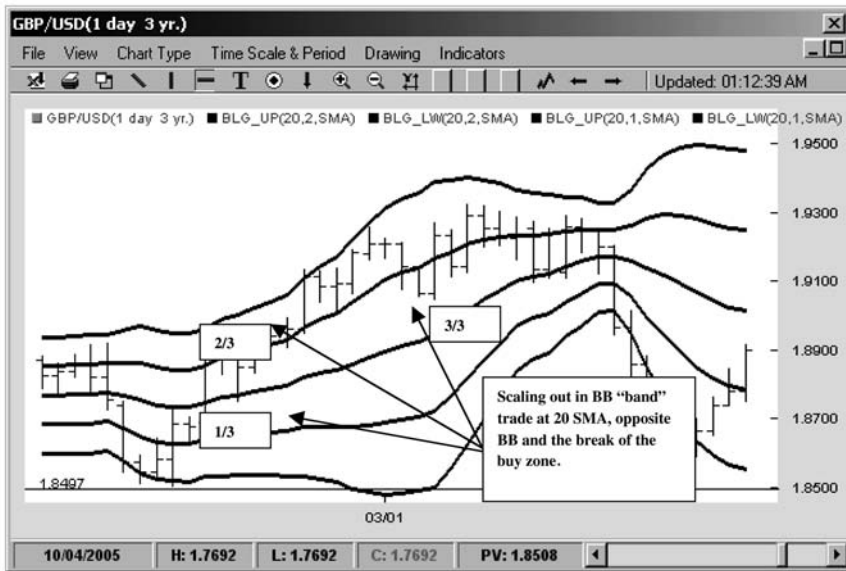 GBP/USD(1 day 3 yr.)
File View Chart Type Time Scale & Period Drawing Indicators
T Updated: 01:12:39 AM
GBP/USD(1 day 3 yr.) BLG_UP(20,2,SMA) BLG_LW(20,2,SMA) BLG_UP(20,1,SMA) BLG_LW(20,1,SMA)
1.9500
1.9300
1.9100
2/3
3/3
1.8900
Scaling out in BB “band”
trade at 20 SMA, opposite
BB and the break of the
buy zone.
1/3
1.8700
1.8497
1.8500
03/01
10/04/2005 H: 1.7692 L: 1.7692 C: 1.7692 PV: 1.8508